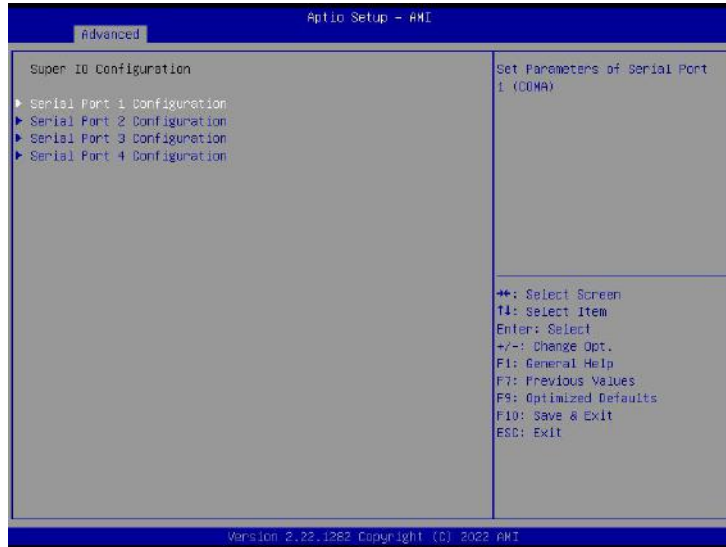 Aptio Setup - AMI
Advanced
Super IO Configuration
Serial Port 1 Configuration
Serial Port 2 Configuration
Serial Port 3 Configuration
Serial Port 4 Configuration
Set Parameters of Serial Port
1 (COMA)
→←: Select Screen
↑↓: Select Item
Enter: Select
+/-: Change Opt.
F1: General Help
F7: Previous Values
F9: Optimized Defaults
F10: Save & Exit
ESC: Exit
Version 2.22.1282 Copyright (C) 2022 AMI